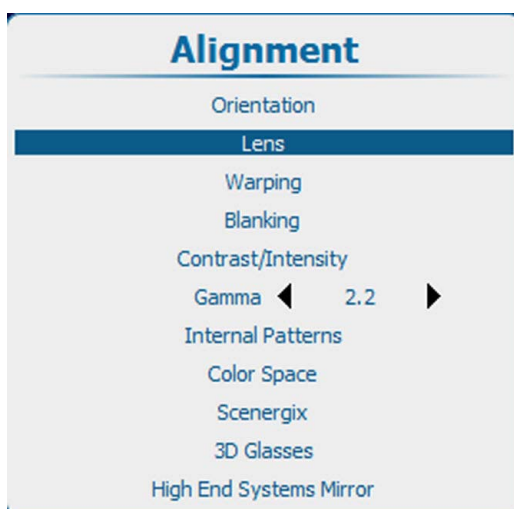 Alignment
Orientation
Lens
Warping
Blanking
Contrast/Intensity
Gamma 2.2
Internal Patterns
Color Space
Scenergix
3D Glasses
High End Systems Mirror